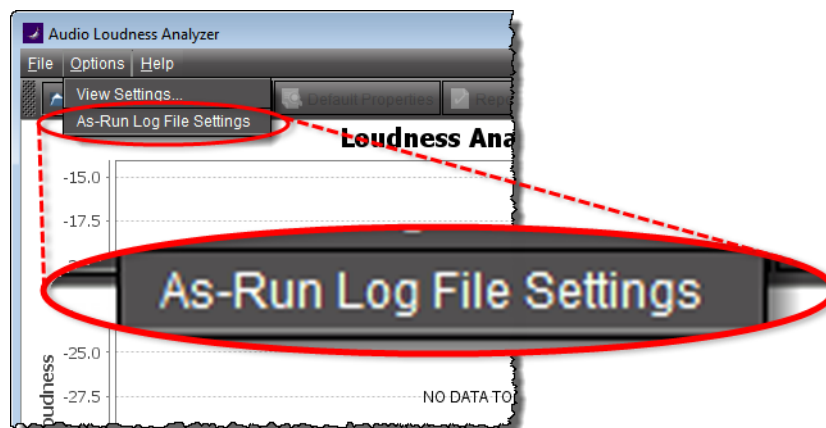 Audio Loudness Analyzer
File Options Help
View Settings...
Default Properties
As-Run Log File Settings
Loudness Ana
-15.0
-17.5
As-Run Log File Settings
-25.0
-27.5
NO DATA TO